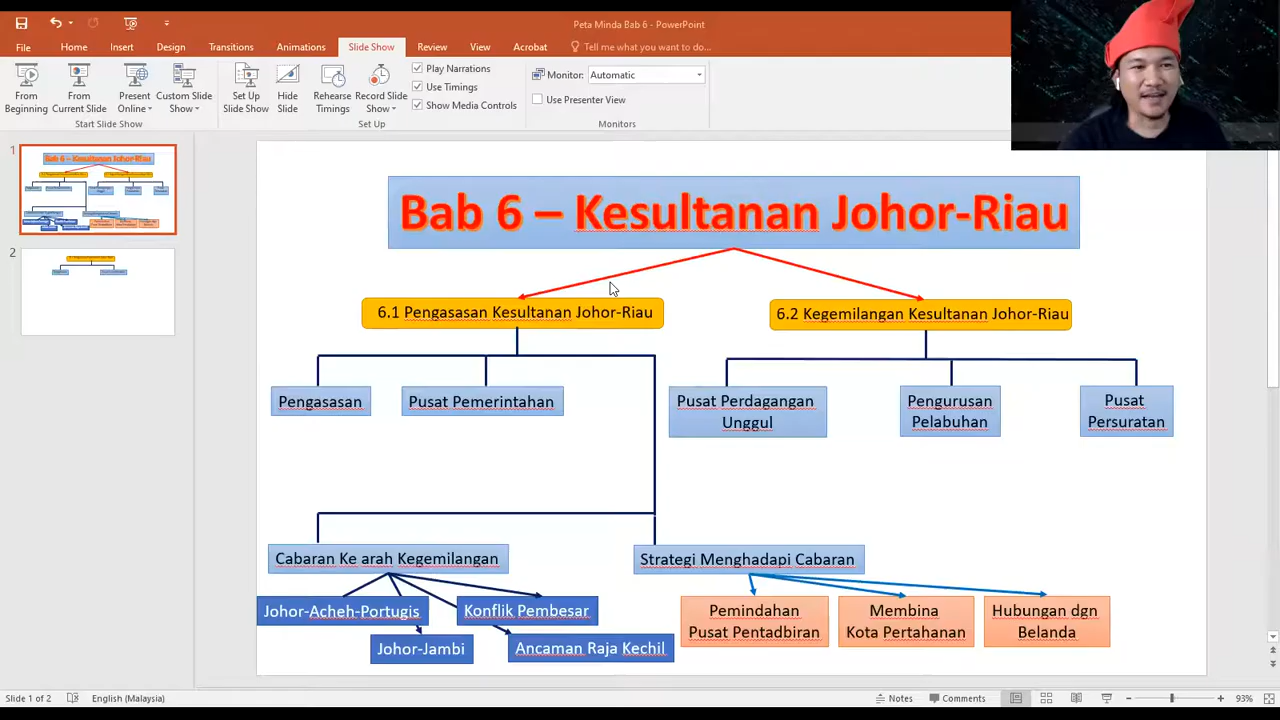 Peta Minda Bab 6 - PowerPoint
File Home Insert Design Transitions Animations Slide Show Review View Acrobat Tell me what you want to do...
From Beginning
From Current Slide
Present Online
Custom Slide Show
Set Up Slide Show
Hide Slide
Rehearse Timings
Record Slide Show
Play Narrations
Use Timings
Show Media Controls
Monitor: Automatic
Use Presenter View
Start Slide Show
Set Up
Monitors
1
2
Bab 6 – Kesultanan Johor-Riau
6.1 Pengasasan Kesultanan Johor-Riau
6.2 Kegemilangan Kesultanan Johor-Riau
Pengasasan
Pusat Pemerintahan
Pusat Perdagangan
Unggul
Pengurusan
Pelabuhan
Pusat
Persuratan
Cabaran Ke arah Kegemilangan
Strategi Menghadapi Cabaran
Johor-Acheh-Portugis
Konflik Pembesar
Johor-Jambi
Ancaman Raja Kechil
Pemindahan
Pusat Pentadbiran
Membina
Kota Pertahanan
Hubungan dgn
Belanda
Slide 1 of 2 English (Malaysia) Notes Comments 93%